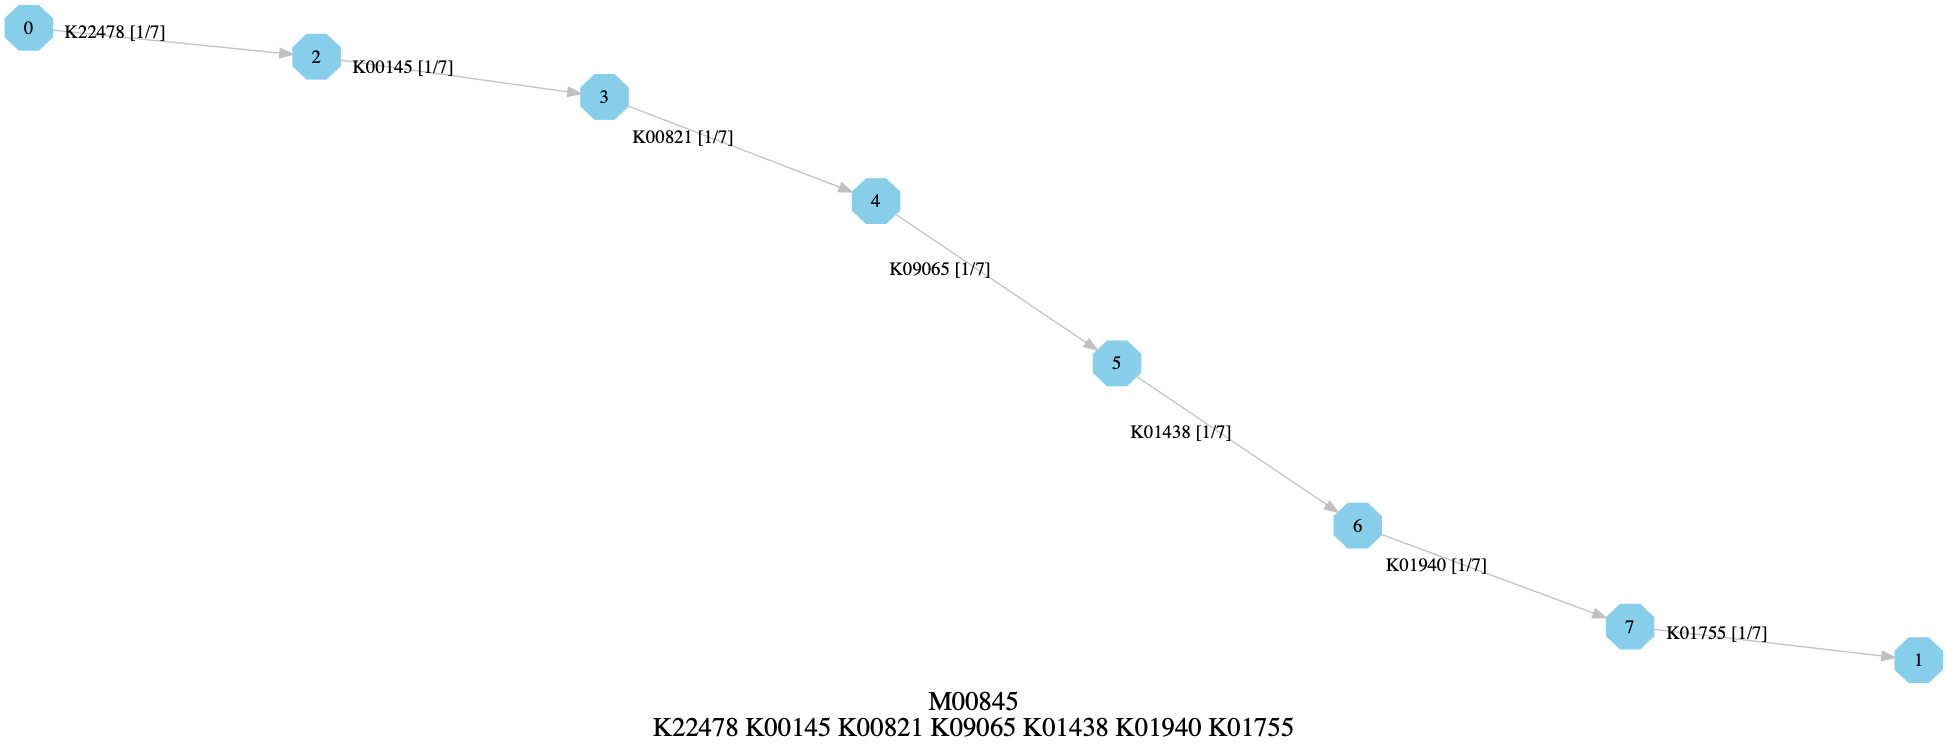 0
K22478 [1/7]
2
K00145 [1/7]
3
K00821 [1/7]
4
K09065 [1/7]
5
K01438 [1/7]
6
K01940 [1/7]
7
K01755 [1/7]
1
M00845
K22478 K00145 K00821 K09065 K01438 K01940 K01755